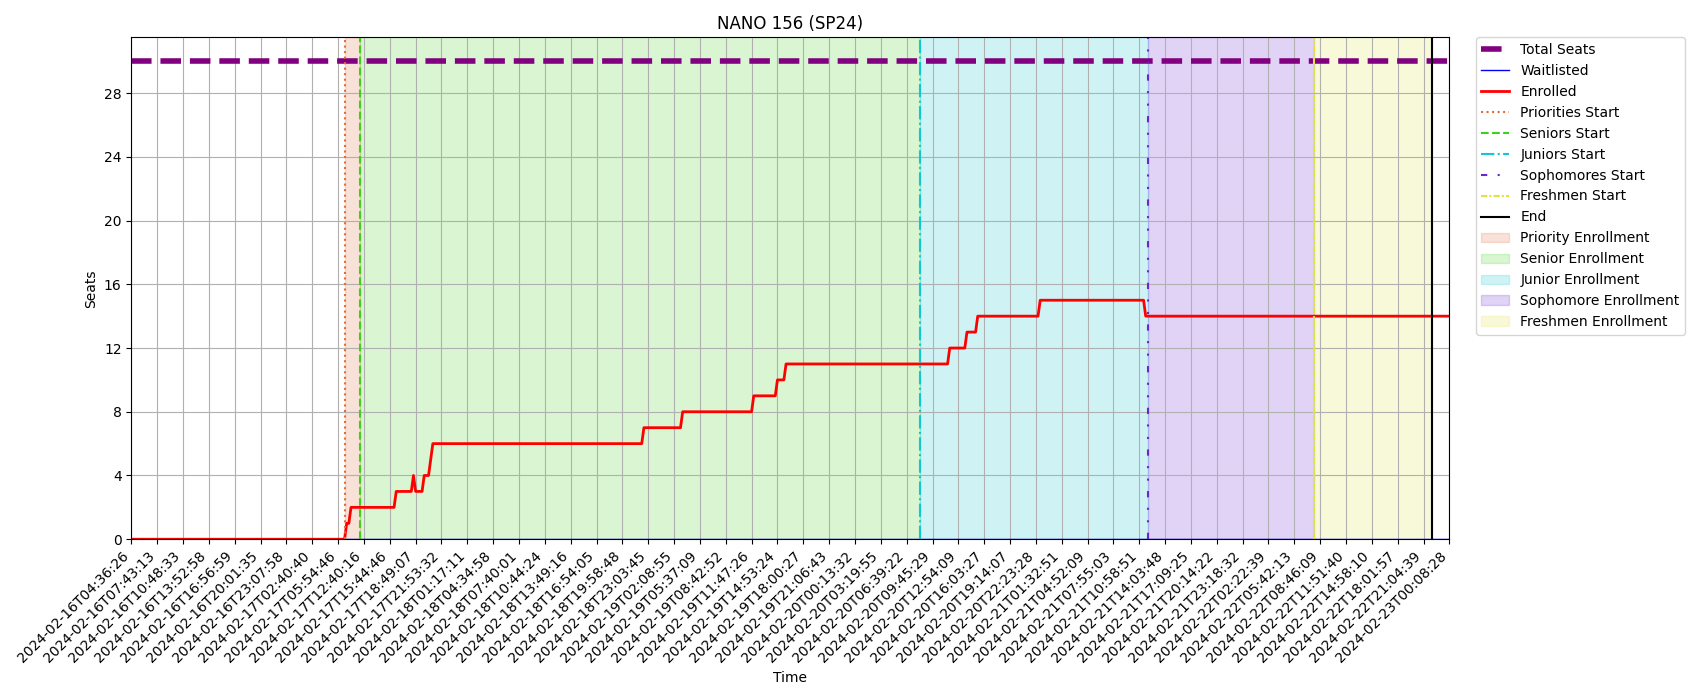 NANO 156 (SP24)
Seats
28
24
20
16
12
8
4
0
2024-02-16T04:36:26
2024-02-16T07:43:13
2024-02-16T10:48:33
2024-02-16T13:52:58
2024-02-16T16:56:59
2024-02-16T20:01:35
2024-02-16T23:07:58
2024-02-17T02:40:40
2024-02-17T05:54:46
2024-02-17T12:40:16
2024-02-17T15:44:46
2024-02-17T18:49:07
2024-02-17T21:53:32
2024-02-18T01:17:11
2024-02-18T04:34:58
2024-02-18T07:40:01
2024-02-18T10:44:24
2024-02-18T13:49:16
2024-02-18T16:54:05
2024-02-18T19:58:48
2024-02-18T23:03:45
2024-02-19T02:08:55
2024-02-19T05:37:09
2024-02-19T08:42:52
2024-02-19T11:47:26
2024-02-19T14:53:24
2024-02-19T18:00:27
2024-02-19T21:06:43
2024-02-20T00:13:32
2024-02-20T03:19:55
2024-02-20T06:39:22
2024-02-20T09:45:29
2024-02-20T12:54:09
2024-02-20T16:03:27
2024-02-20T19:14:07
2024-02-20T22:23:28
2024-02-21T01:32:51
2024-02-21T04:52:09
2024-02-21T07:55:03
2024-02-21T10:58:51
2024-02-21T14:03:48
2024-02-21T17:09:25
2024-02-21T20:14:22
2024-02-21T23:18:32
2024-02-22T02:22:39
2024-02-22T05:42:13
2024-02-22T08:46:09
2024-02-22T11:51:40
2024-02-22T14:58:10
2024-02-22T18:01:57
2024-02-22T21:04:39
2024-02-23T00:08:28
Time
Total Seats
Waitlisted
Enrolled
Priorities Start
Seniors Start
Juniors Start
Sophomores Start
Freshmen Start
End
Priority Enrollment
Senior Enrollment
Junior Enrollment
Sophomore Enrollment
Freshmen Enrollment